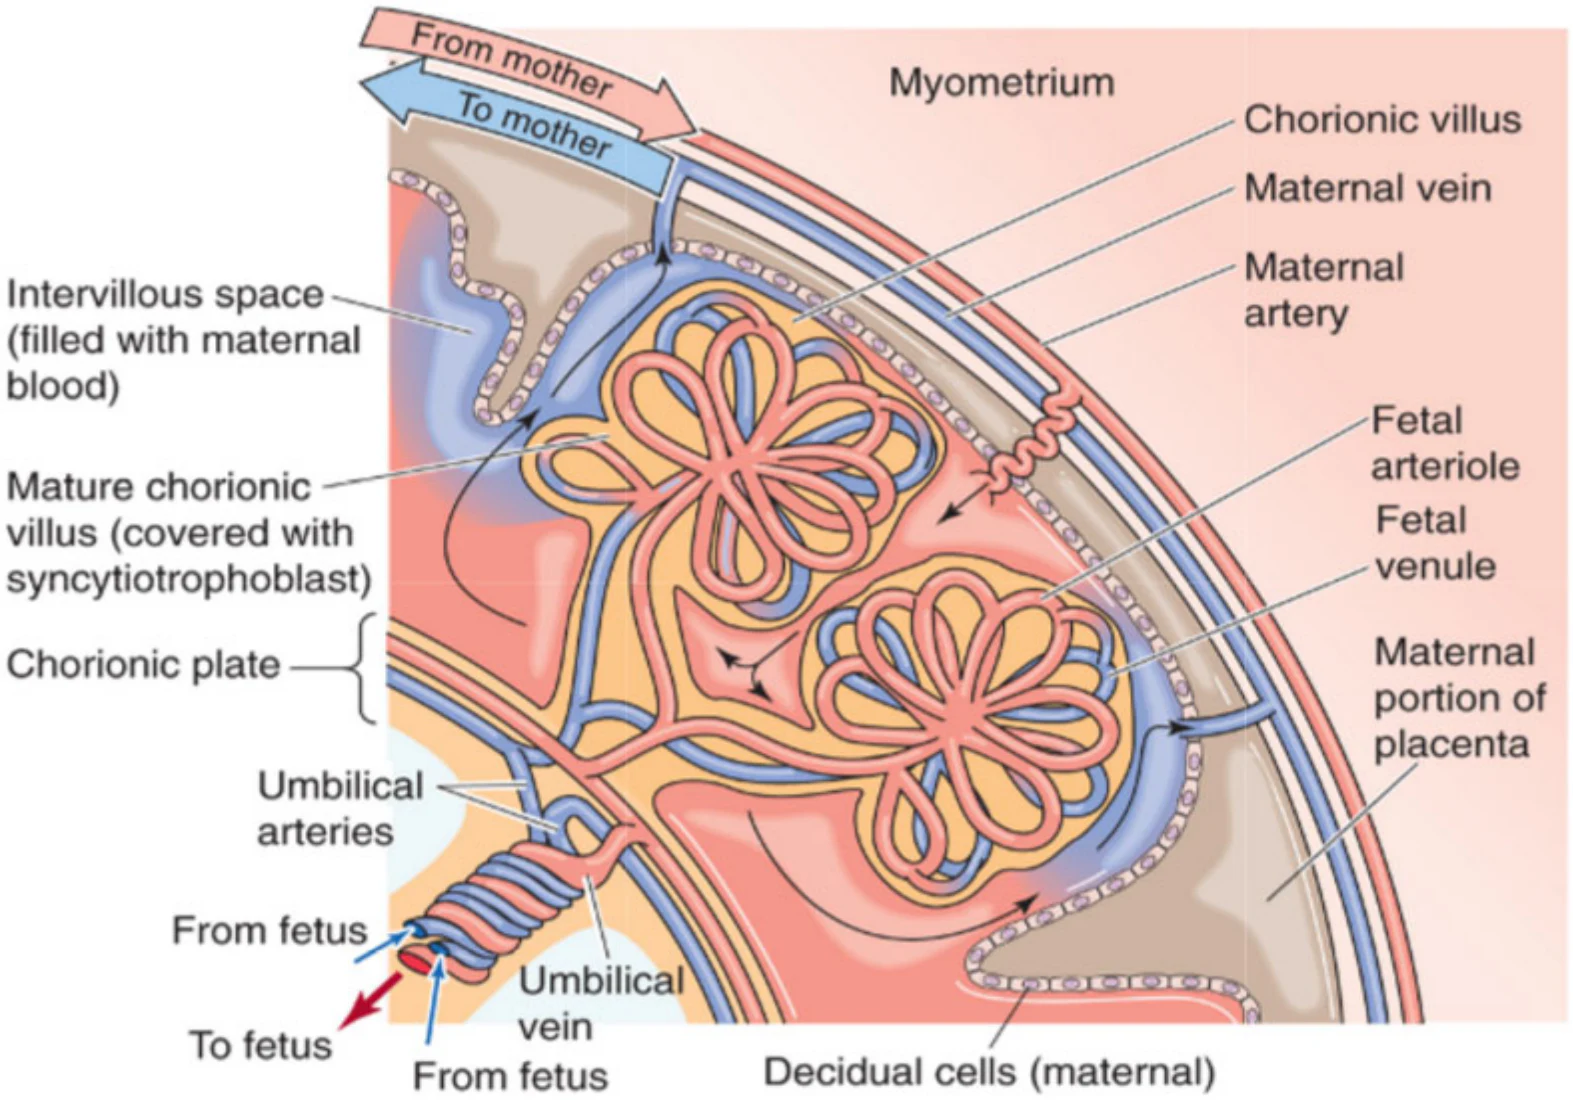 From mother
To mother
Myometrium
Chorionic villus
Maternal vein
Maternal
artery
Intervillous space
(filled with maternal
blood)
Fetal
arteriole
Mature chorionic
villus (covered with
syncytiotrophoblast)
Fetal
venule
Chorionic plate
Maternal
portion of
placenta
Umbilical
arteries
From fetus
Umbilical
vein
To fetus
From fetus
Decidual cells (maternal)